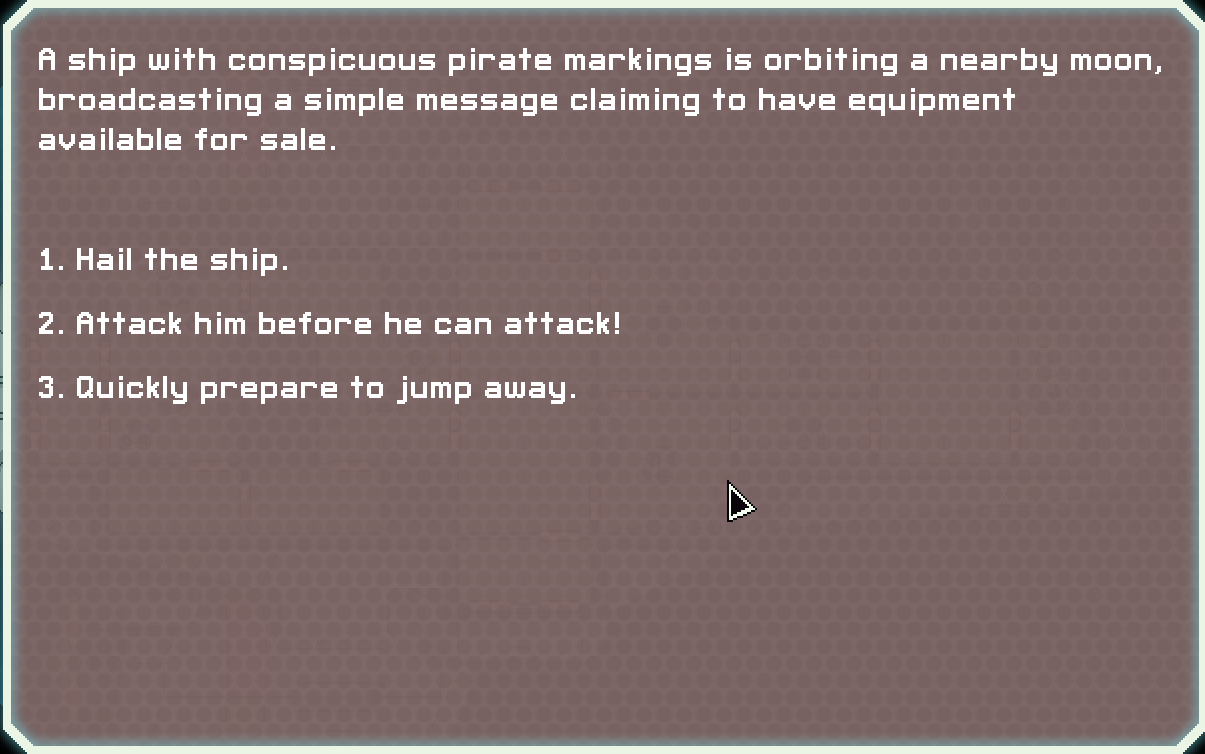 A ship with conspicuous pirate markings is orbiting a nearby moon,
broadcasting a simple message claiming to have equipment
available for sale.
1. Hail the ship.
2. Attack him before he can attack!
3. Quickly prepare to jump away.